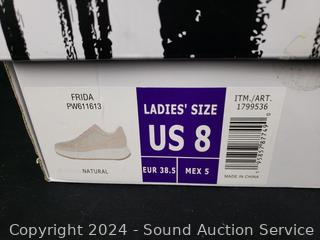 FRIDA
PW611613
NATURAL
LADIES' SIZE
US 8
EUR 38.5
MEX 5
ITM./ART.
1799536
MADE IN CHINA
Copyright 2024 - Sound Auction Service